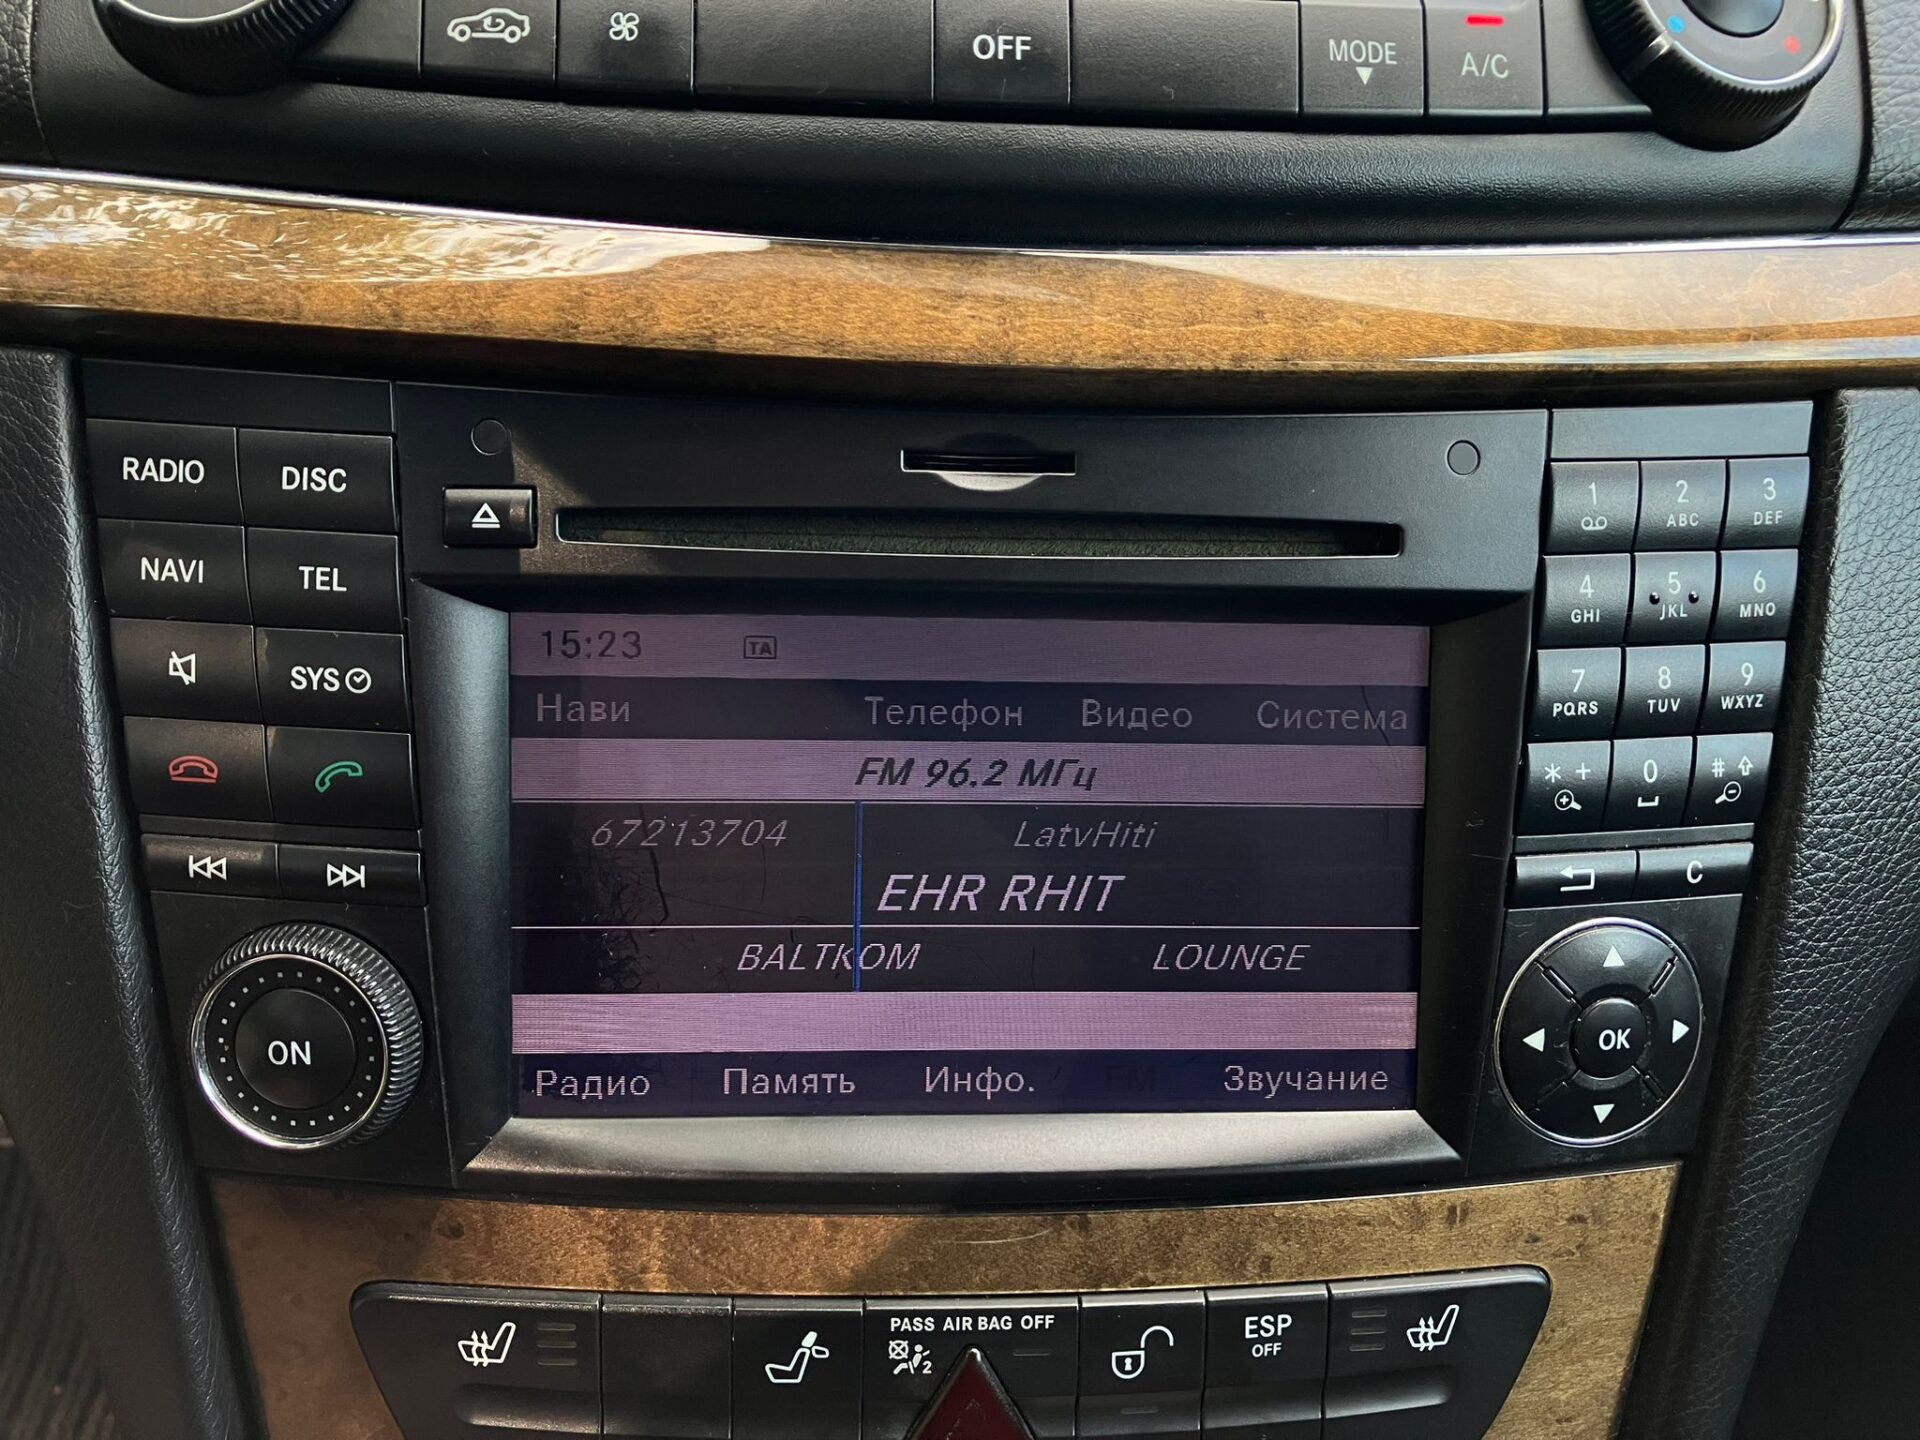 OFF MODE A/C
RADIO DISC
NAVI TEL
SYS
ON
15:23 TA
Нави Телефон Видео Система
FM 96.2 МГц
67213704 LatvHiti
EHR RHIT
BALTKOM LOUNGE
Радио Память Инфо. FM Звучание
1 2 ABC 3 DEF
4 GHI 5 JKL 6 MNO
7 PQRS 8 TUV 9 WXYZ
* + 0 #
C
OK
PASS AIR BAG OFF
2
ESP
OFF